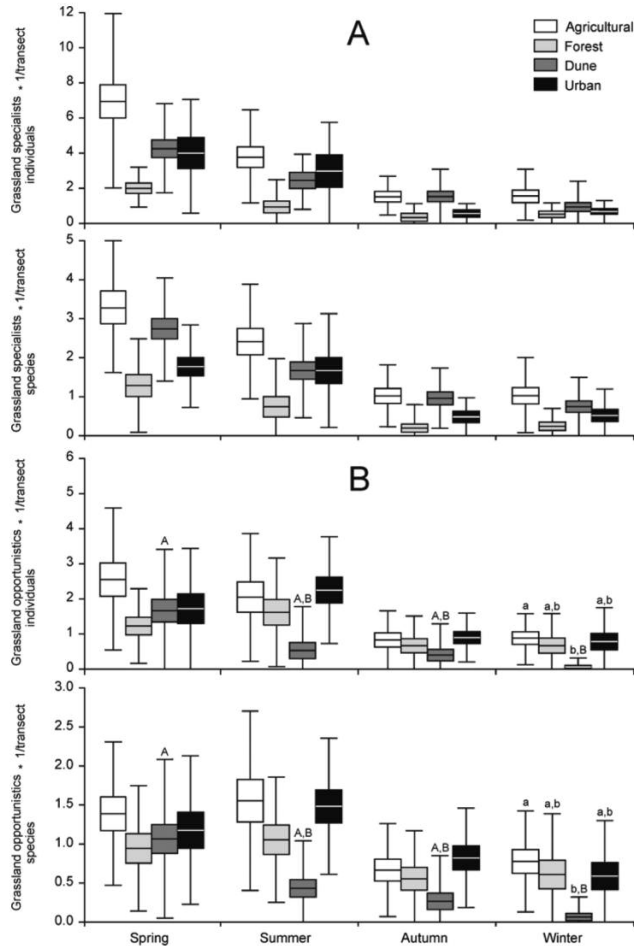 A
Agricultural
Forest
Dune
Urban
Grassland specialists * 1/transect
individuals
12
10
8
6
4
2
0
Grassland specialists * 1/transect
species
5
4
3
2
1
0
B
Grassland opportunistics * 1/transect
individuals
6
5
4
3
2
1
0
A
A,B
A,B
a
a,b
b,B
a,b
Grassland opportunistics * 1/transect
species
3.0
2.5
2.0
1.5
1.0
0.5
0.0
A
A,B
A,B
a
a,b
b,B
a,b
Spring
Summer
Autumn
Winter